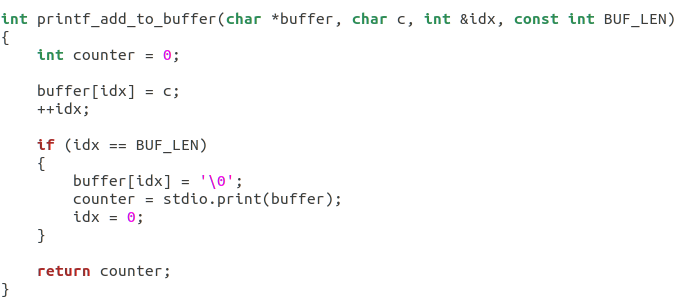 int printf_add_to_buffer(char *buffer, char c, int &idx, const int BUF_LEN)
{
    int counter = 0;

    buffer[idx] = c;
    ++idx;

    if (idx == BUF_LEN)
    {
        buffer[idx] = '\0';
        counter = stdio.print(buffer);
        idx = 0;
    }

    return counter;
}